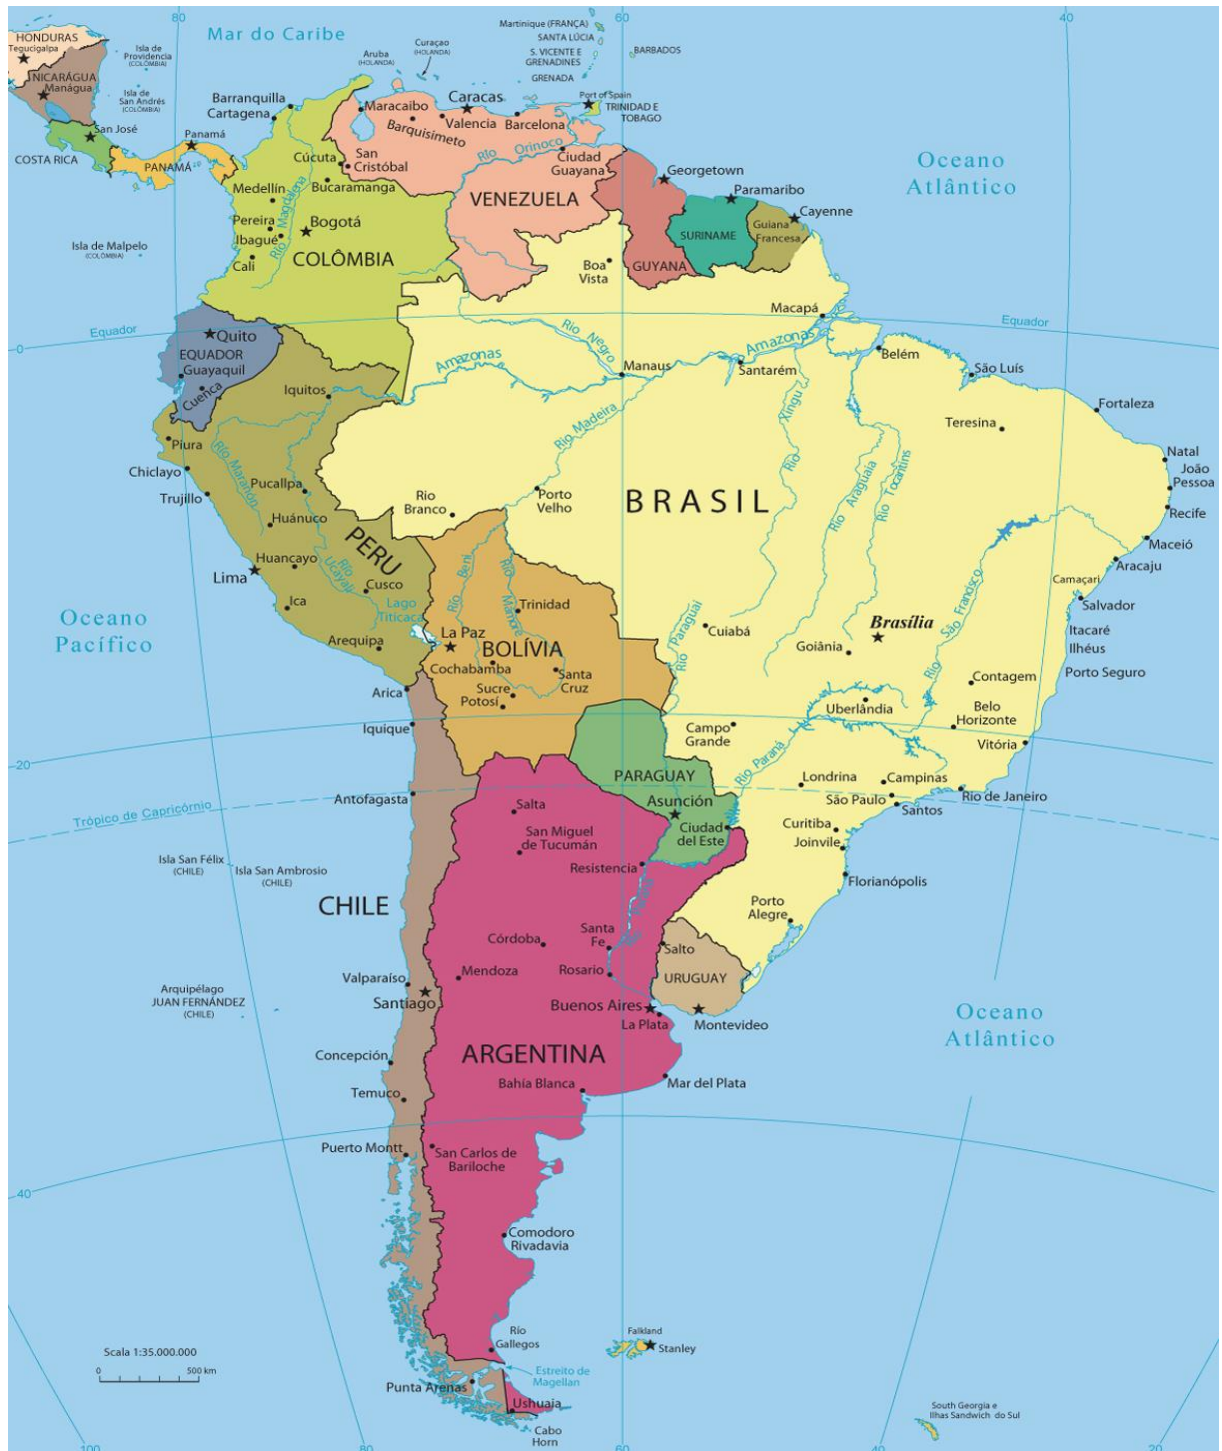 80
60
40
HONDURAS
Tegucigalpa
Isla de
Providencia
(COLÔMBIA)
Mar do Caribe
Aruba
(HOLANDA)
Curaçao
(HOLANDA)
Martinique (FRANÇA)
SANTA LÚCIA
S. VICENTE E
GRENADINES
BARBADOS
GRENADA
NICARÁGUA
Manágua
Isla de
San Andrés
(COLÔMBIA)
Port of Spain
TRINIDAD E
TOBAGO
Barranquilla
Cartagena
Maracaibo
Caracas
Valencia
Barcelona
Barquisimeto
San José
Panamá
COSTA RICA
PANAMÁ
Cúcuta
San
Cristóbal
Río Orinoco
Ciudad
Guayana
Oceano
Atlântico
Georgetown
Medellín
Bucaramanga
Río Magdalena
VENEZUELA
Paramaribo
Cayenne
Pereira
Ibagué
Bogotá
Cali
COLÔMBIA
Isla de Malpelo
(COLÔMBIA)
SURINAME
Guiana
Francesa
GUYANA
Boa
Vista
Macapá
Equador
Equador
0
Quito
EQUADOR
Guayaquil
Cuenca
Amazonas
Rio Negro
Amazonas
Manaus
Santarém
Belém
São Luís
Iquitos
Fortaleza
Teresina
Rio Madeira
Rio Xingu
Piura
Río Marañón
Chiclayo
Trujillo
Pucallpa
Natal
João
Pessoa
Recife
Rio Araguaia
Rio Tocantins
Rio
Branco
Porto
Velho
BRASIL
Huánuco
PERU
Maceió
Aracaju
Huancayo
Lima
Río
Ucayali
Cusco
Río Beni
Río
Mamoré
Ica
Lago
Titicaca
Trinidad
Camaçari
Salvador
Rio São Francisco
Oceano
Pacífico
Arequipa
La Paz
BOLÍVIA
Cochabamba
Santa
Cruz
Sucre
Potosí
Rio Paraguai
Cuiabá
Brasília
Goiânia
Itacaré
Ilhéus
Porto Seguro
Contagem
Arica
Iquique
Uberlândia
Belo
Horizonte
Vitória
Campo
Grande
20
Rio Paraná
PARAGUAY
Londrina
Campinas
Rio de Janeiro
São Paulo
Santos
Antofagasta
Trópico de Capricórnio
Salta
Asunción
Ciudad
del Este
Curitiba
Joinvile
San Miguel
de Tucumán
Isla San Félix
(CHILE)
Isla San Ambrosio
(CHILE)
Resistencia
Florianópolis
CHILE
Porto
Alegre
Córdoba
Santa
Fe
Salto
Mendoza
Rosario
URUGUAY
Valparaíso
Arquipélago
JUAN FERNÁNDEZ
(CHILE)
Santiago
Buenos Aires
La Plata
Montevideo
Oceano
Atlântico
Concepción
ARGENTINA
Bahía Blanca
Mar del Plata
Temuco
Puerto Montt
San Carlos de
Bariloche
40
Comodoro
Rivadavia
Río
Gallegos
Falkland
Stanley
Scala 1:35.000.000
0
500 km
Estreito de
Magellan
Punta Arenas
Ushuaia
Cabo
Horn
South Georgia e
Ilhas Sandwich do Sul
100
80
60
40
20